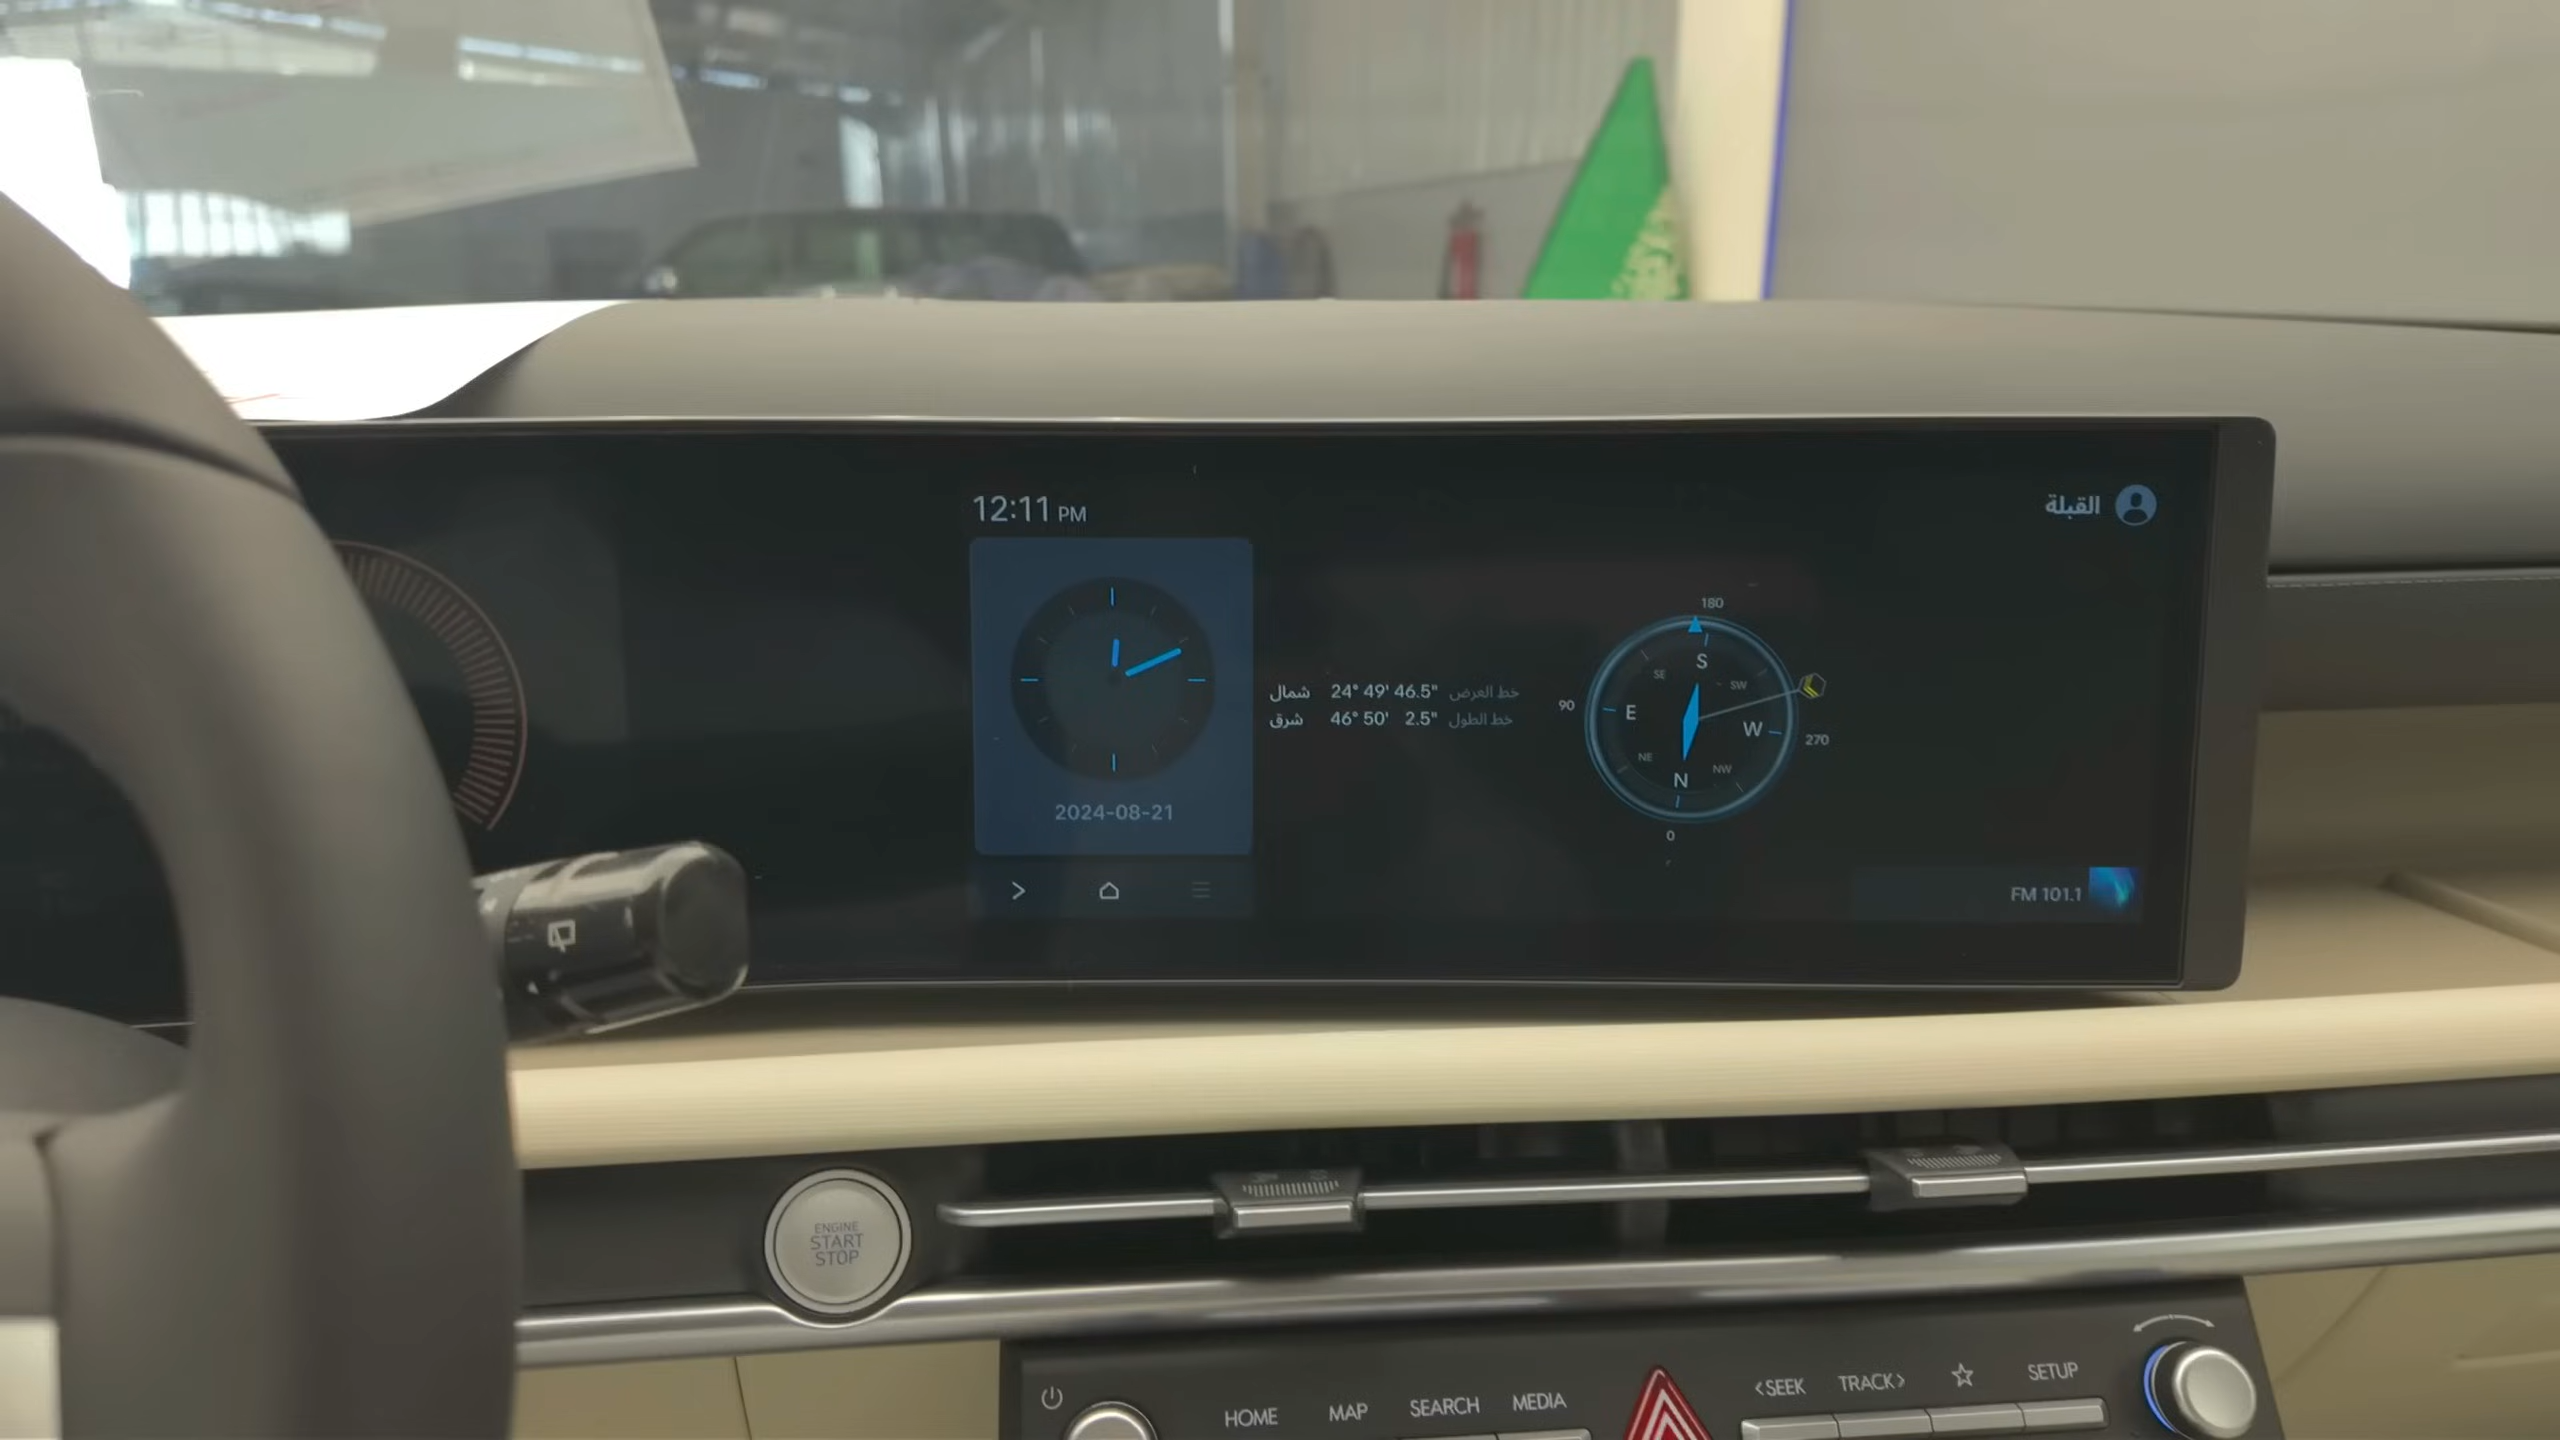 12:11 PM
القبلة
2024-08-21
خط العرض 24° 49' 46.5" شمال
خط الطول 46° 50' 2.5" شرق
180
S
SE
SW
90
E
W
270
NE
NW
N
0
FM 101.1
ENGINE
START
STOP
HOME
MAP
SEARCH
MEDIA
<SEEK
TRACK>
SETUP